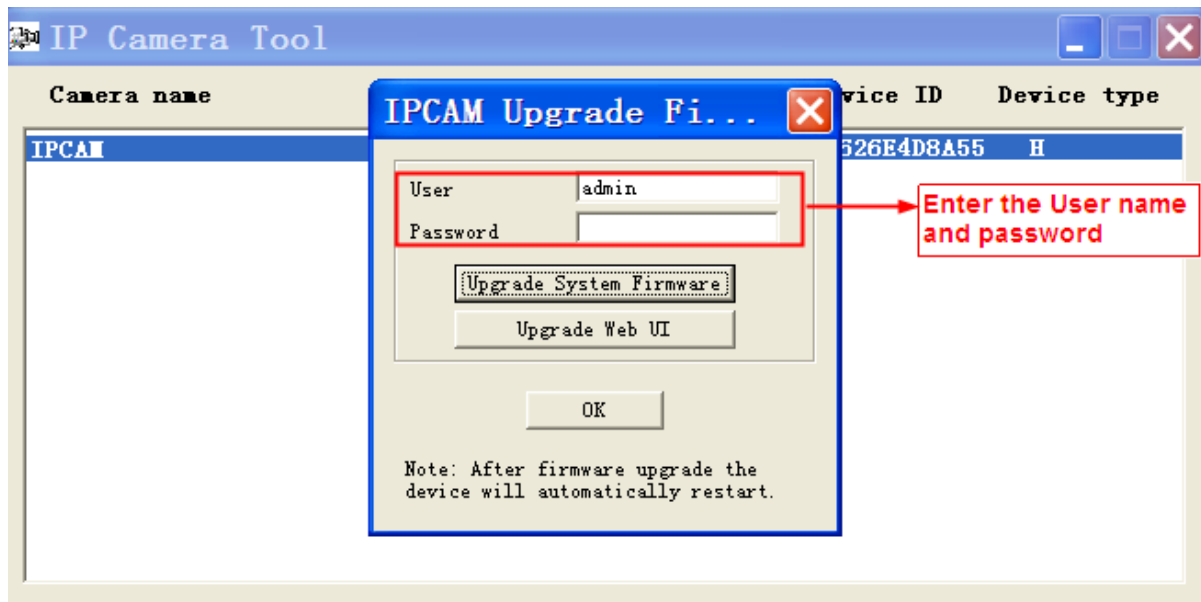 IP Camera Tool
Camera name
vice ID
Device type
IPCAM
626E4D8A55
H
IPCAM Upgrade Fi...
User
admin
Password
Upgrade System Firmware
Upgrade Web UI
OK
Note: After firmware upgrade the
device will automatically restart.
Enter the User name
and password